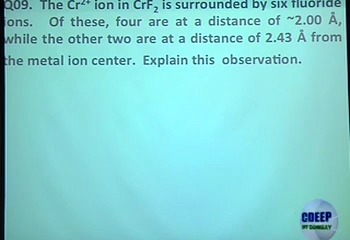 Q09. The Cr2+ ion in CrF2 is surrounded by six fluoride
ions. Of these, four are at a distance of ~2.00 Å,
while the other two are at a distance of 2.43 Å from
the metal ion center. Explain this observation.
CDEEP
IIT BOMBAY